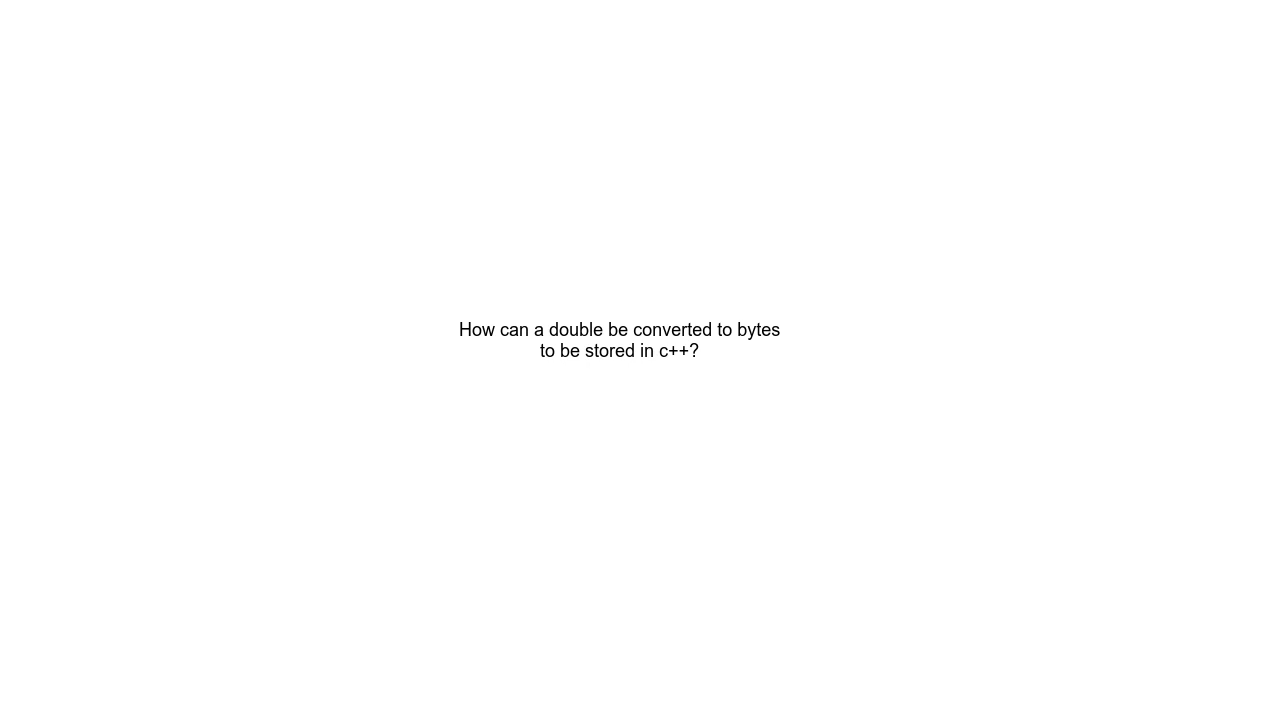 How can a double be converted to bytes
to be stored in c++?